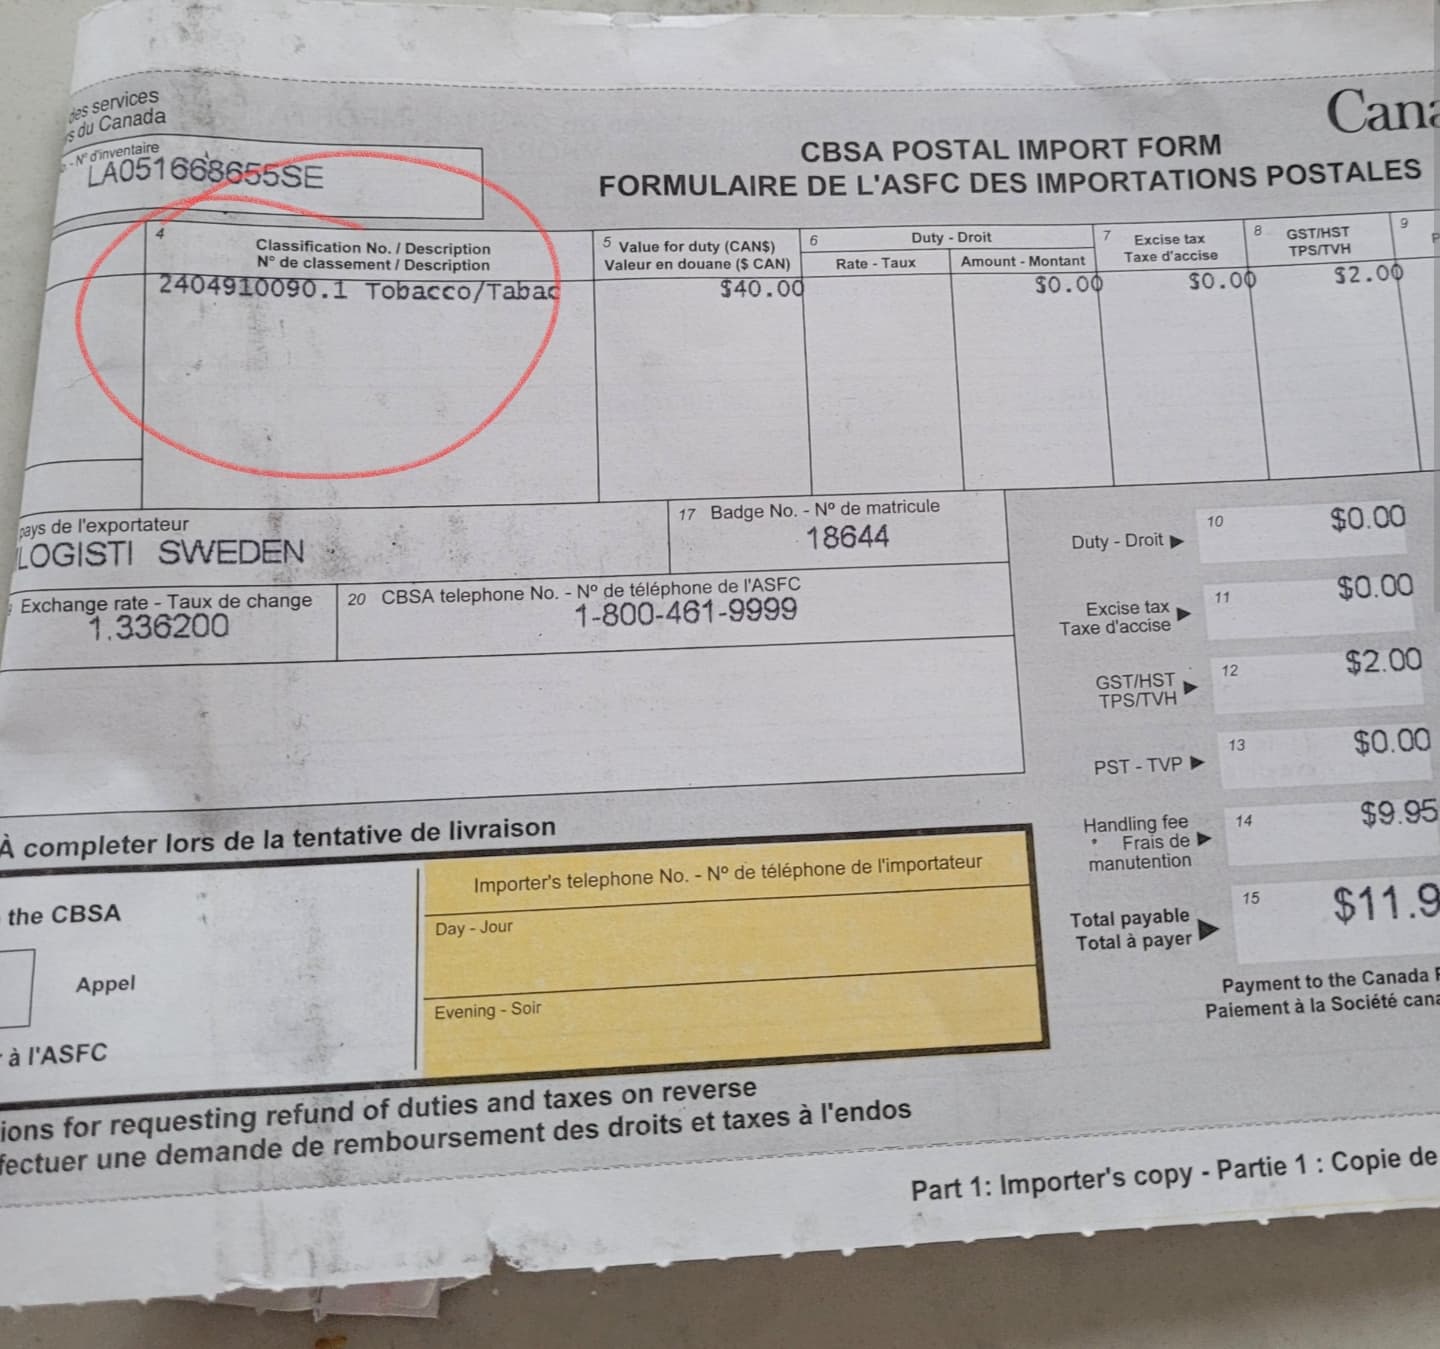 des services
du Canada
Cana
- Nº d'inventaire
LA051668655SE
CBSA POSTAL IMPORT FORM
FORMULAIRE DE L'ASFC DES IMPORTATIONS POSTALES
4
Classification No. / Description
Nº de classement / Description
5 Value for duty (CAN$)
Valeur en douane ($ CAN)
6 Duty - Droit
Rate - Taux
Amount - Montant
7 Excise tax
Taxe d'accise
8 GST/HST
TPS/TVH
9
2404910090.1 Tobacco/Tabac $40.00 $0.00 $0.00 $2.00
pays de l'exportateur
LOGISTI SWEDEN
17 Badge No. - Nº de matricule
18644
Exchange rate - Taux de change
1.336200
20 CBSA telephone No. - Nº de téléphone de l'ASFC
1-800-461-9999
Duty - Droit 10 $0.00
Excise tax
Taxe d'accise
11 $0.00
GST/HST
TPS/TVH
12 $2.00
PST - TVP 13 $0.00
Handling fee
Frais de
manutention
14 $9.95
Total payable
Total à payer
15 $11.9
À completer lors de la tentative de livraison
the CBSA
Appel
à l'ASFC
Importer's telephone No. - Nº de téléphone de l'importateur
Day - Jour
Evening - Soir
Payment to the Canada
Paiement à la Société cana
ions for requesting refund of duties and taxes on reverse
fectuer une demande de remboursement des droits et taxes à l'endos
Part 1: Importer's copy - Partie 1 : Copie de